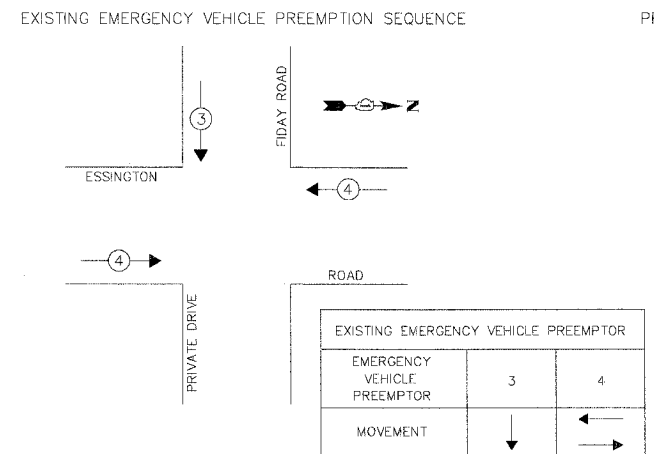 EXISTING EMERGENCY VEHICLE PREEMPTION SEQUENCE
3
FIDAY ROAD
Z
ESSINGTON
4
4
ROAD
PRIVATE DRIVE
EXISTING EMERGENCY VEHICLE PREEMPTOR
EMERGENCY
VEHICLE
PREEMPTOR
3
4
MOVEMENT